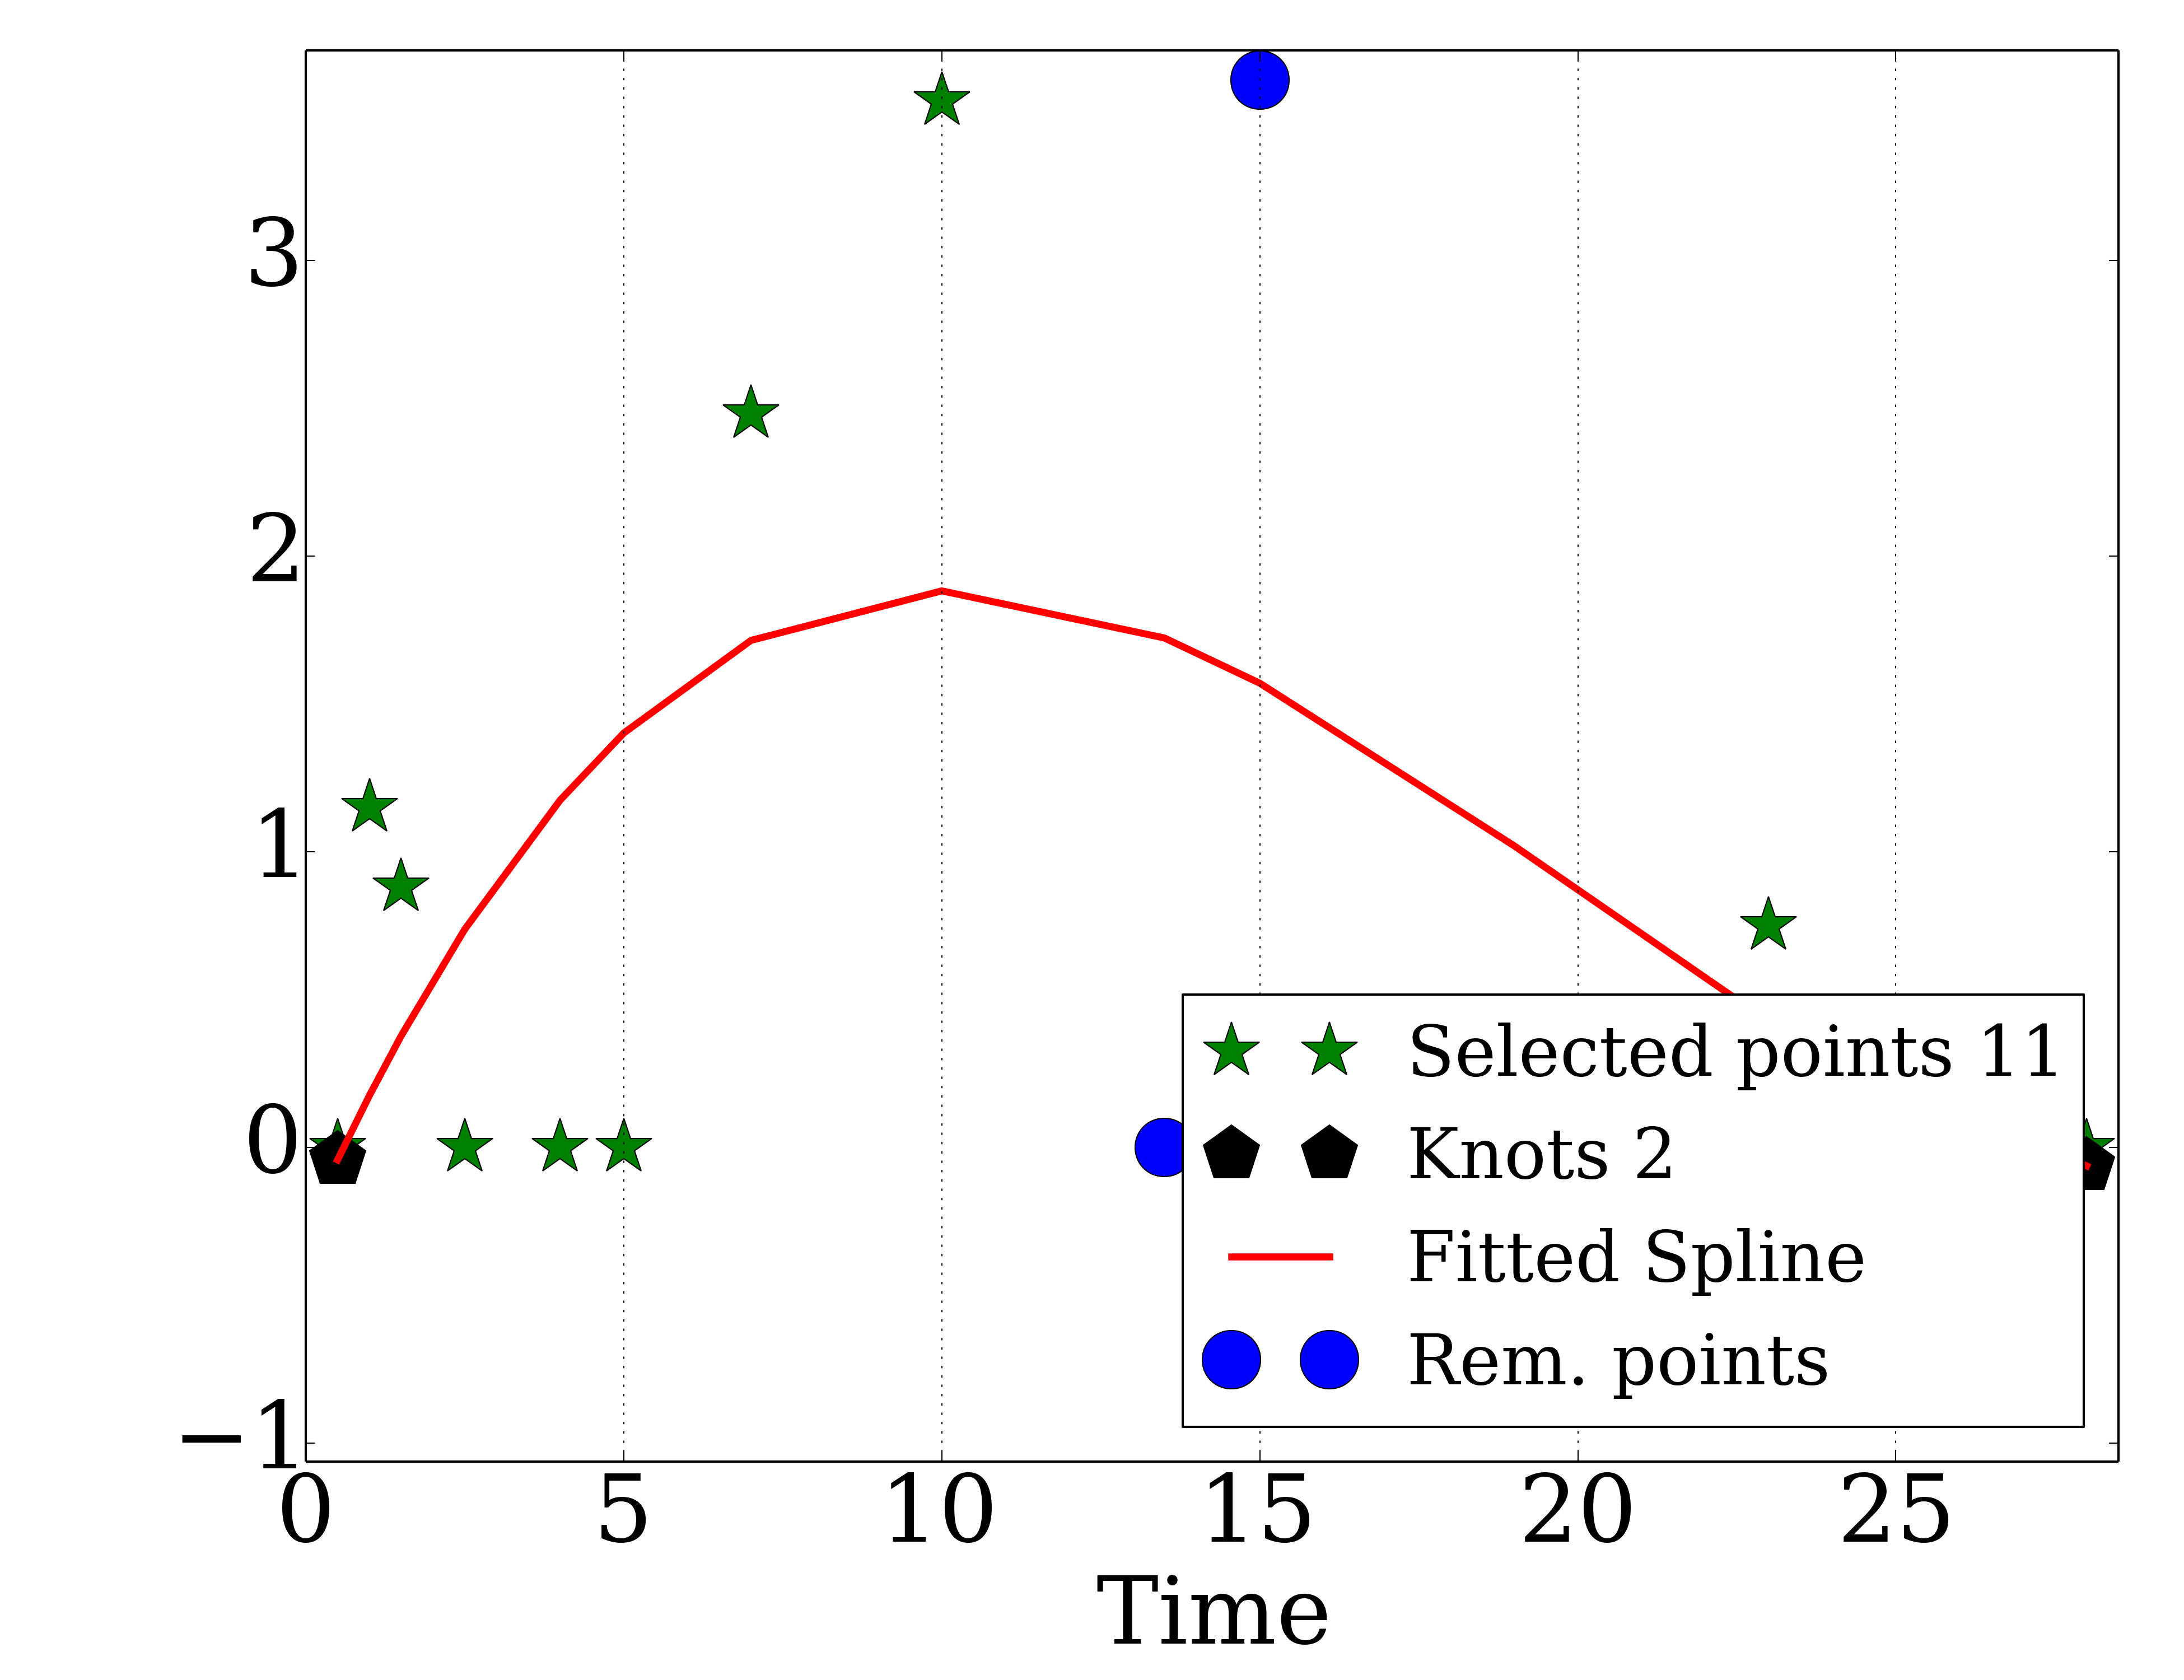 3
2
1
0
−1
0 5 10 15 20 25
Time
Selected points 11
Knots 2
Fitted Spline
Rem. points